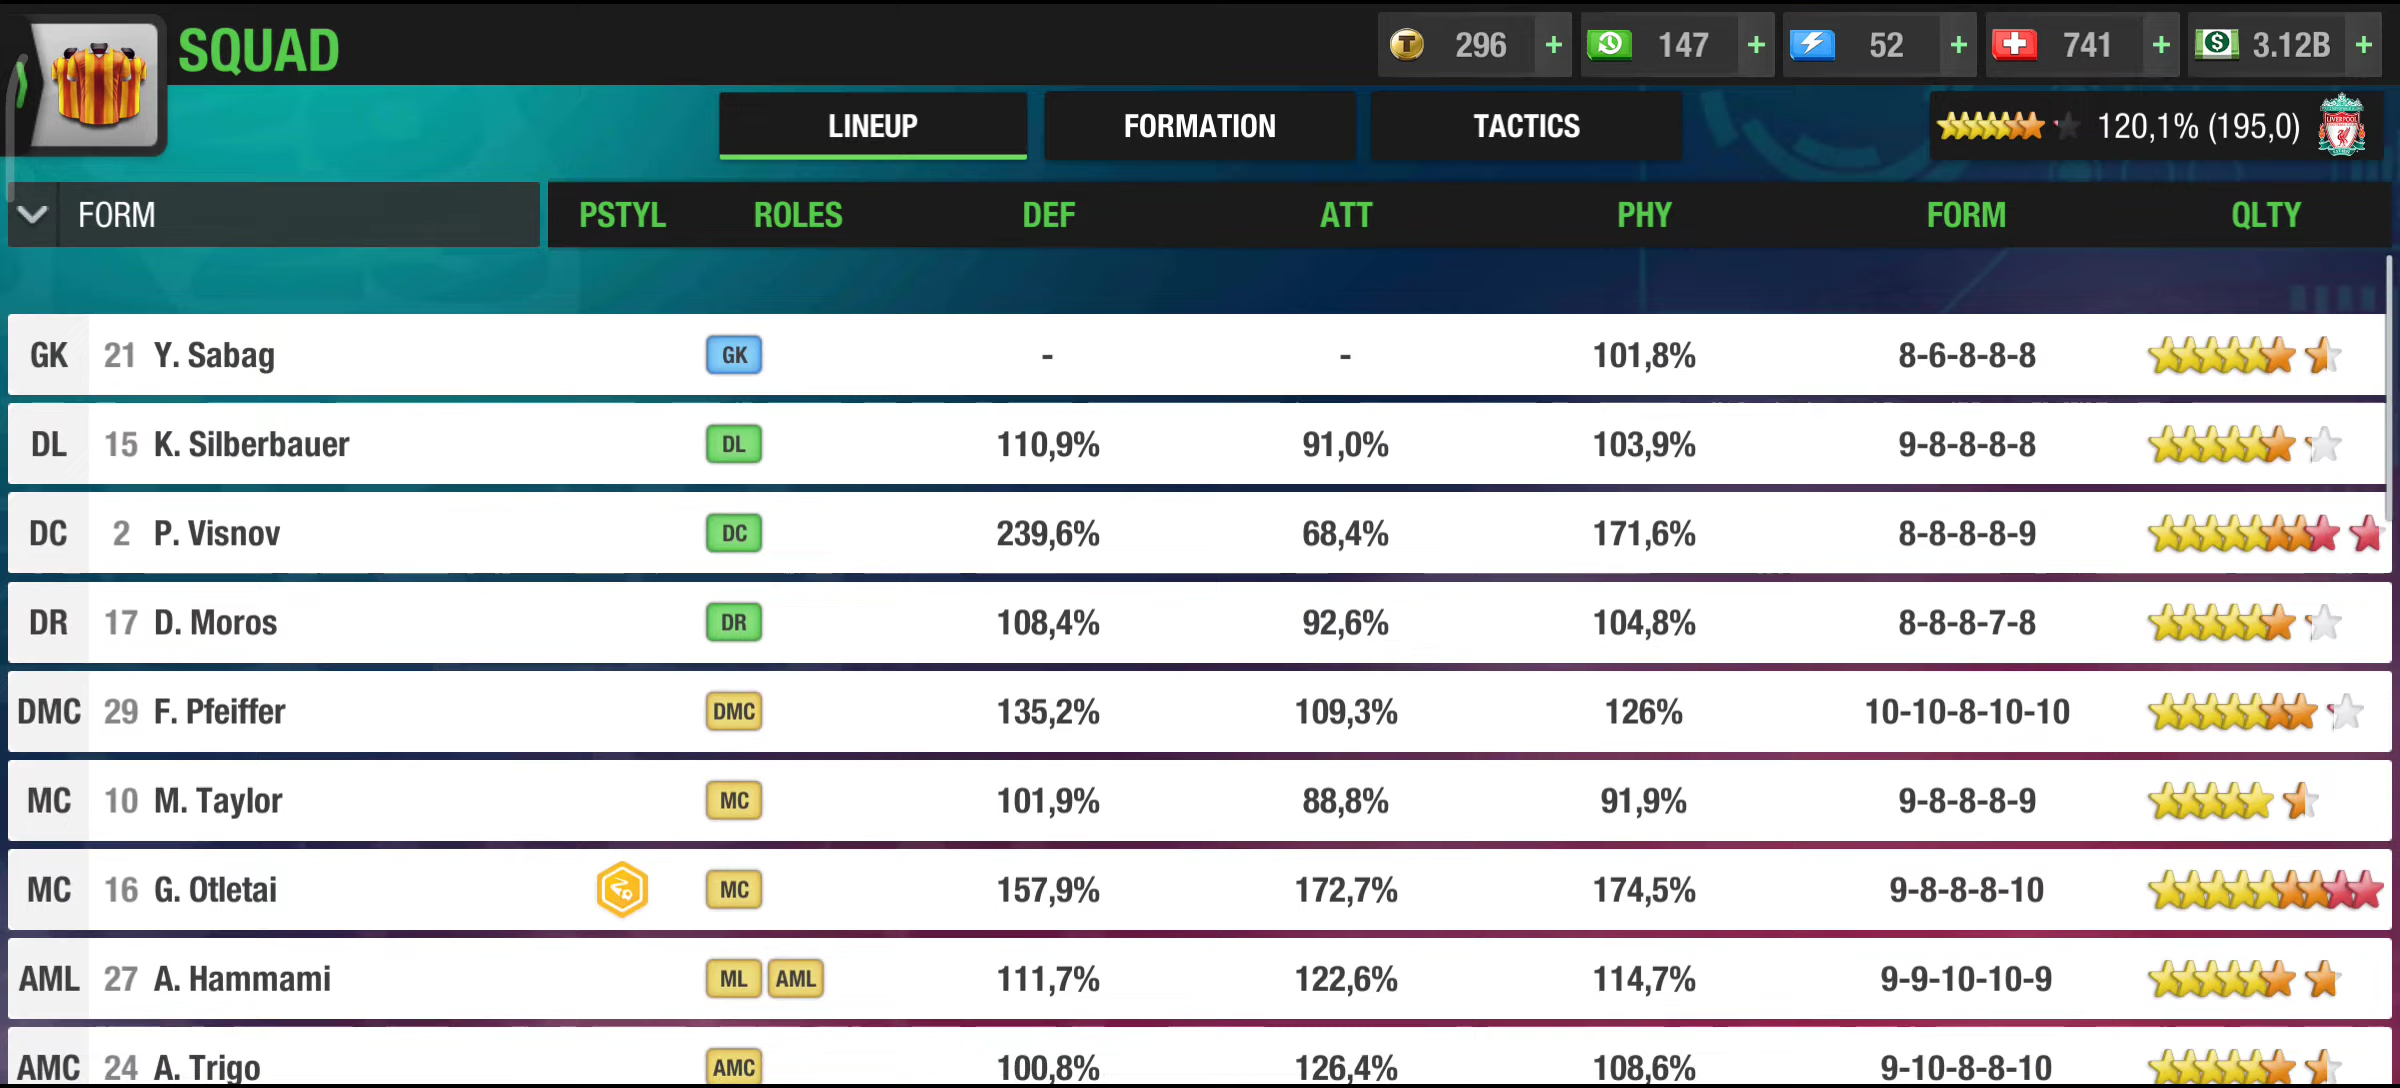 SQUAD
T 296 + 147 + 52 + 741 + $ 3.12B +
LINEUP FORMATION TACTICS 120,1% (195,0)
LIVERPOOL
FORM PSTYL ROLES DEF ATT PHY FORM QLTY
GK 21 Y. Sabag GK - - 101,8% 8-6-8-8-8
DL 15 K. Silberbauer DL 110,9% 91,0% 103,9% 9-8-8-8-8
DC 2 P. Visnov DC 239,6% 68,4% 171,6% 8-8-8-8-9
DR 17 D. Moros DR 108,4% 92,6% 104,8% 8-8-8-7-8
DMC 29 F. Pfeiffer DMC 135,2% 109,3% 126% 10-10-8-10-10
MC 10 M. Taylor MC 101,9% 88,8% 91,9% 9-8-8-8-9
MC 16 G. Otletai MC 157,9% 172,7% 174,5% 9-8-8-8-10
AML 27 A. Hammami ML AML 111,7% 122,6% 114,7% 9-9-10-10-9
AMC 24 A. Trigo AMC 100,8% 126,4% 108,6% 9-10-8-8-10